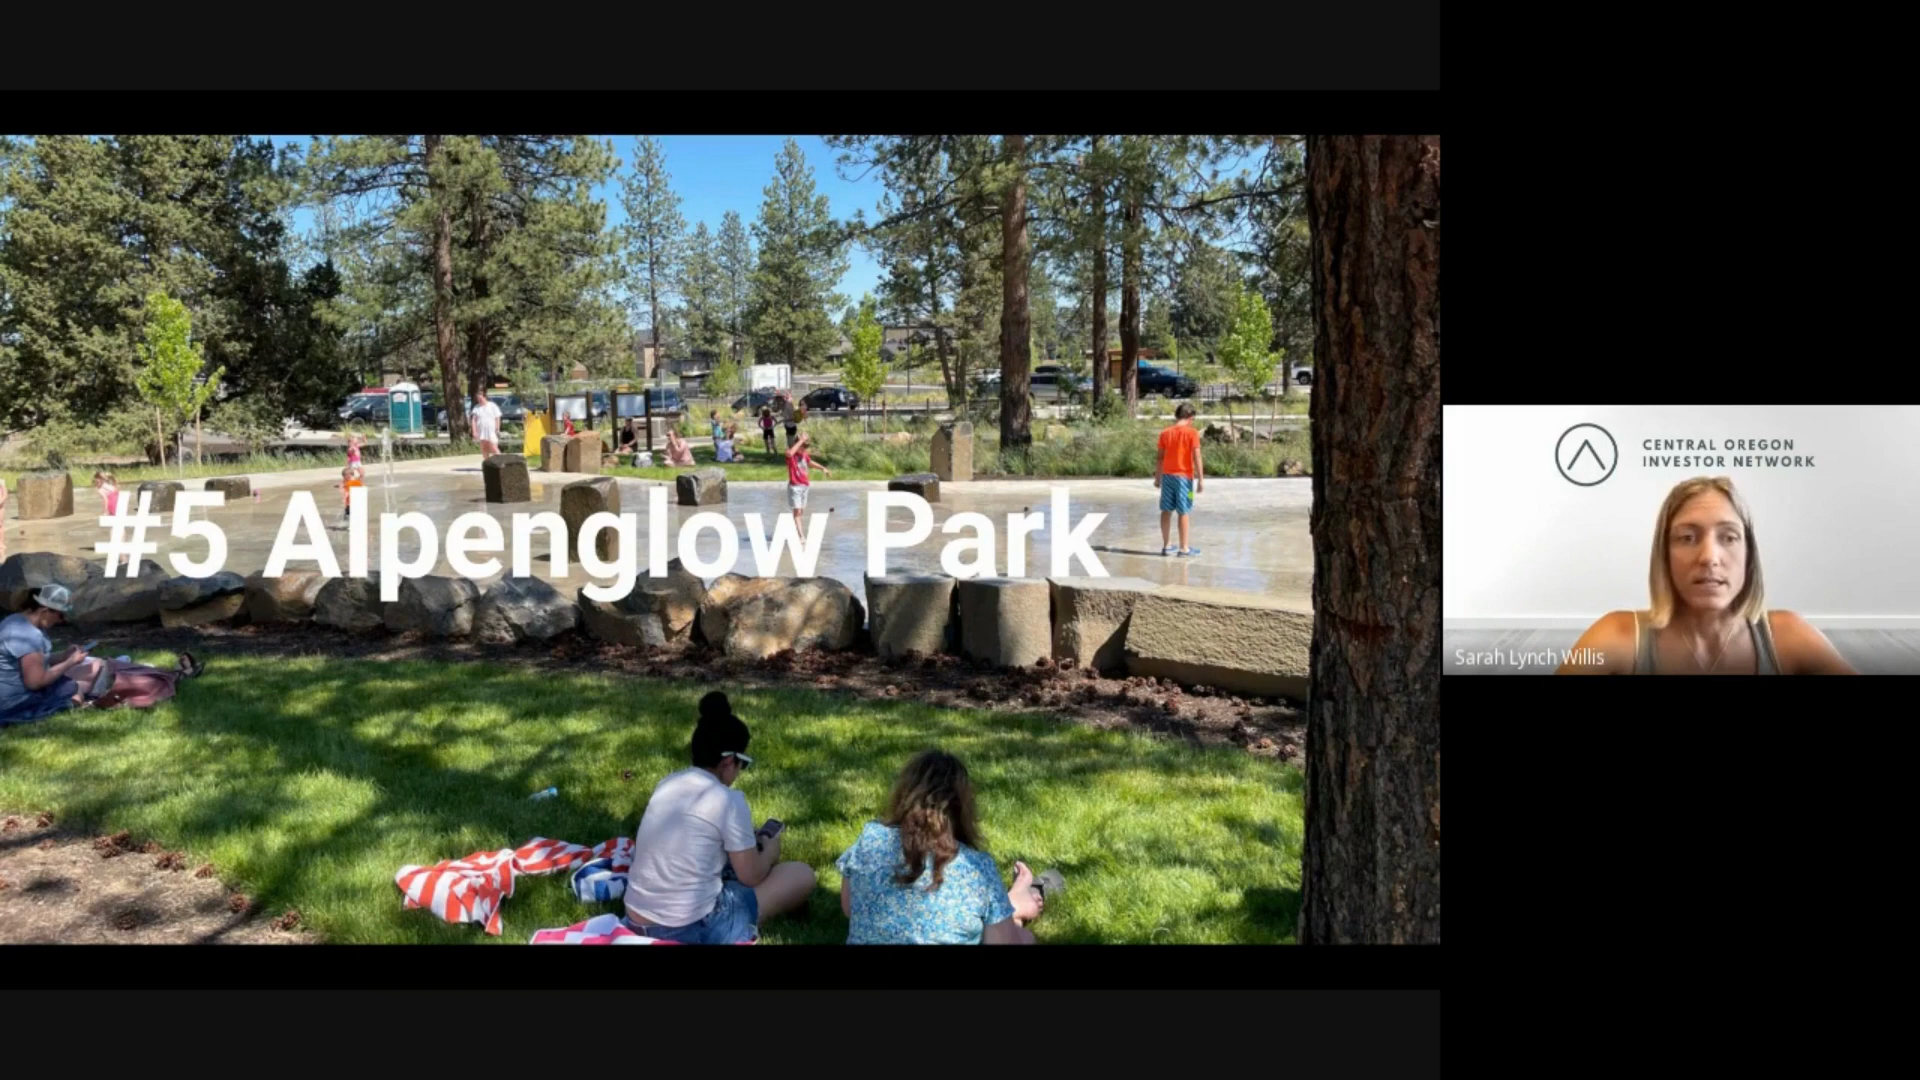 #5 Alpenglow Park
CENTRAL OREGON
INVESTOR NETWORK
Sarah Lynch Willis